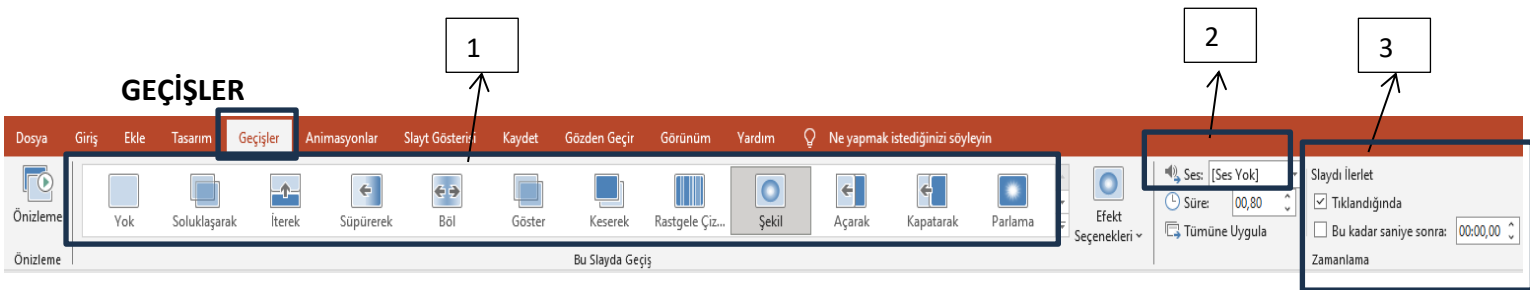 1
2
3
GEÇİŞLER
Dosya Giriş Ekle Tasarım Geçişler Animasyonlar Slayt Gösterisi Kaydet Gözden Geçir Görünüm Yardım Ne yapmak istediğinizi söyleyin
Önizleme
Yok Soluklaşarak İterek Süpürerek Böl Göster Keserek Rastgele Çiz... Şekil Açarak Kapatarak Parlama
Efekt
Seçenekleri
Ses: [Ses Yok]
Süre: 00,80
Tümüne Uygula
Slaydı İlerlet
Tıklandığında
Bu kadar saniye sonra: 00:00,00
Önizleme Bu Slayda Geçiş Zamanlama